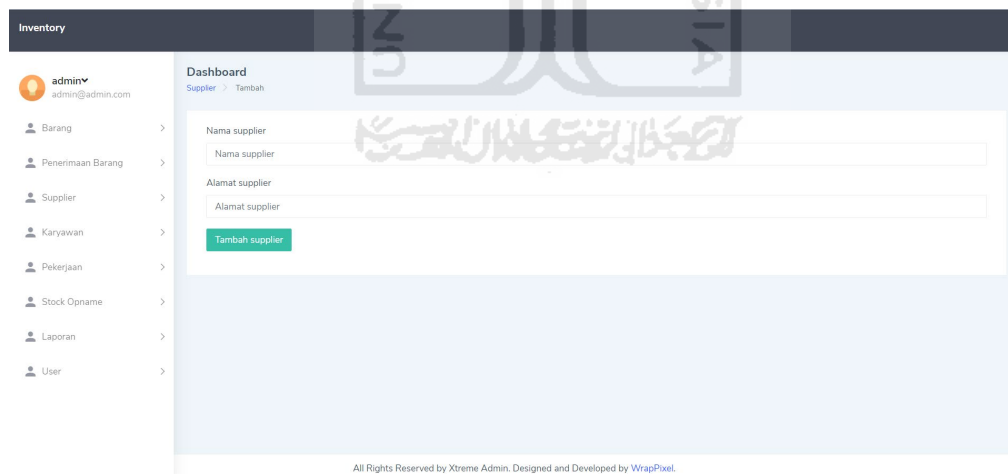 Inventory
admin
admin@admin.com
Barang
Penerimaan Barang
Supplier
Karyawan
Pekerjaan
Stock Opname
Laporan
User
Dashboard
Supplier > Tambah
Nama supplier
Nama supplier
Alamat supplier
Alamat supplier
Tambah supplier
All Rights Reserved by Xtreme Admin. Designed and Developed by WrapPixel.